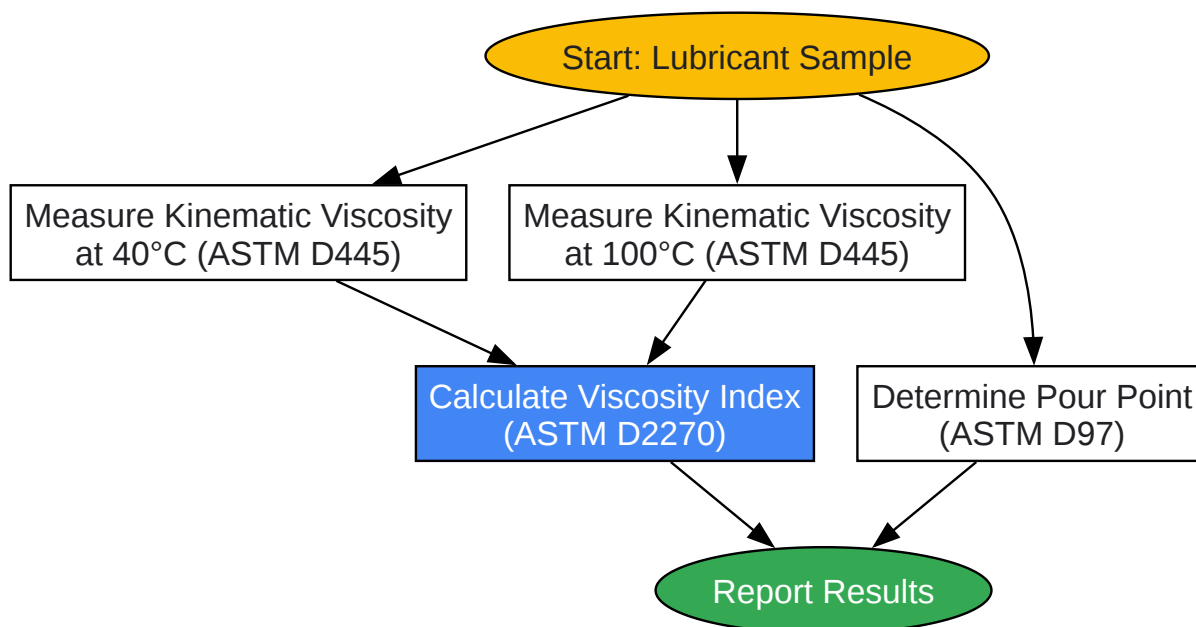 Start: Lubricant Sample
Measure Kinematic Viscosity
at 40°C (ASTM D445)
Measure Kinematic Viscosity
at 100°C (ASTM D445)
Calculate Viscosity Index
(ASTM D2270)
Determine Pour Point
(ASTM D97)
Report Results